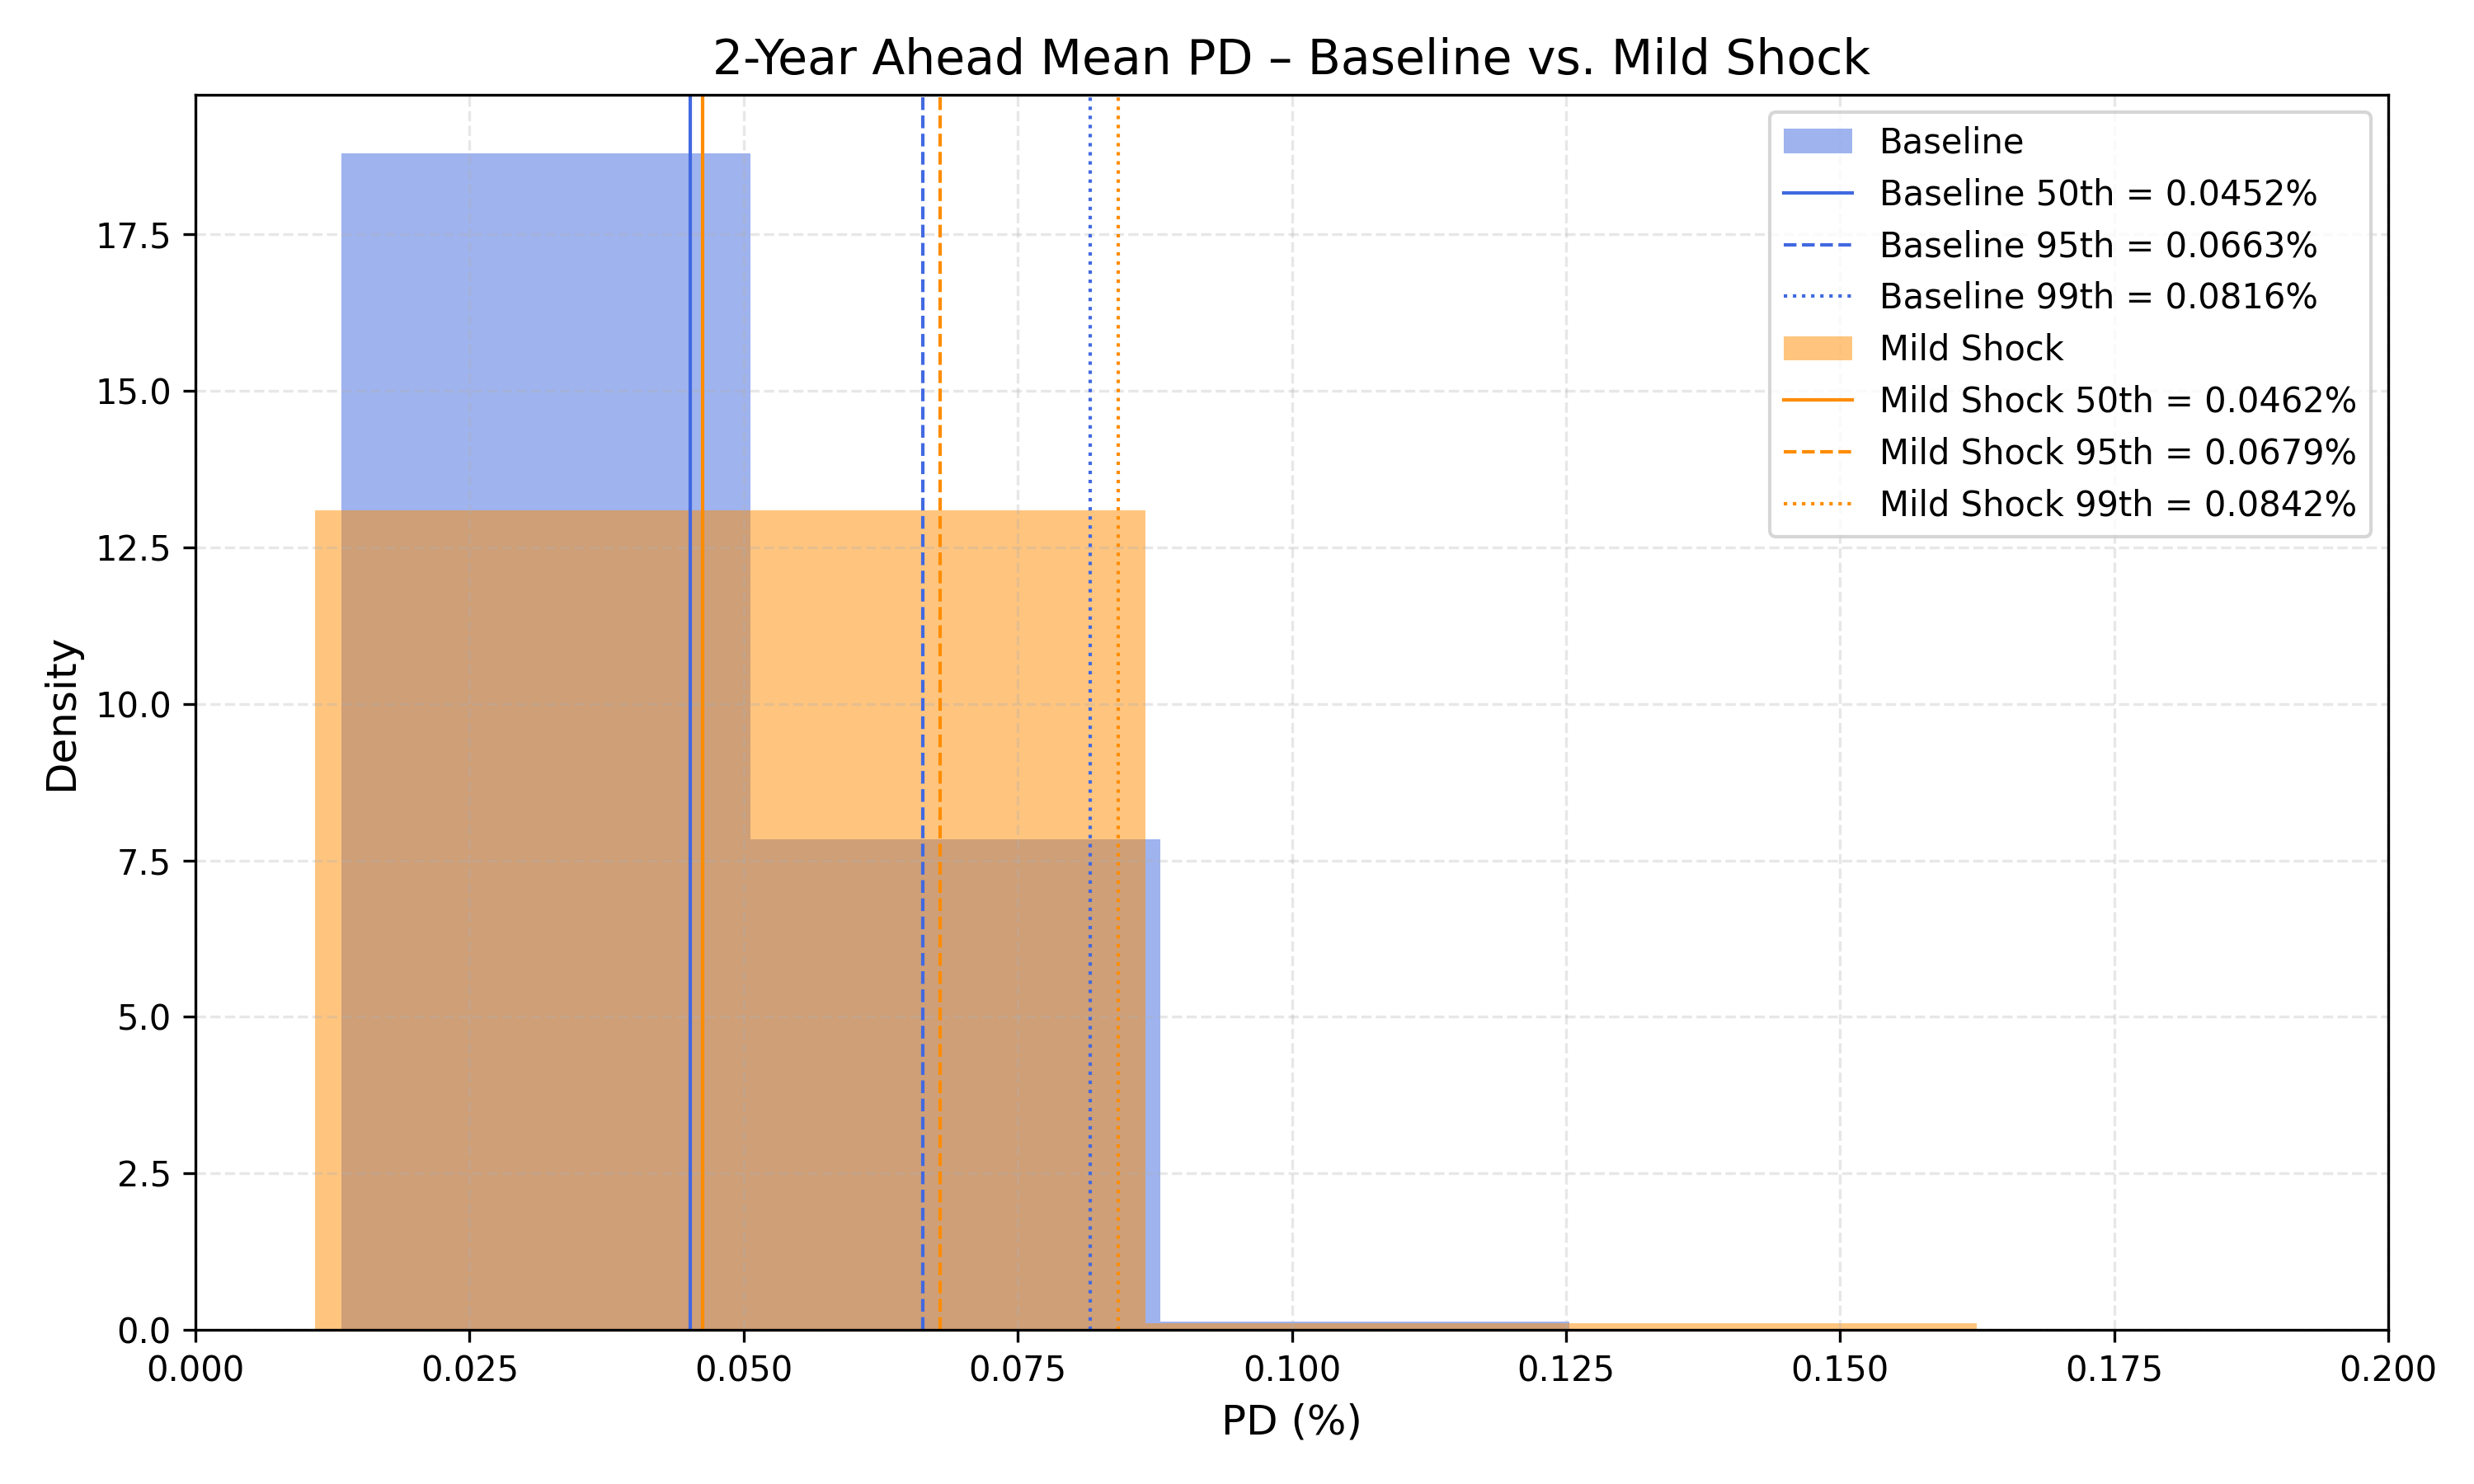 2-Year Ahead Mean PD – Baseline vs. Mild Shock
Baseline
Baseline 50th = 0.0452%
Baseline 95th = 0.0663%
Baseline 99th = 0.0816%
Mild Shock
Mild Shock 50th = 0.0462%
Mild Shock 95th = 0.0679%
Mild Shock 99th = 0.0842%
Density
17.5
15.0
12.5
10.0
7.5
5.0
2.5
0.0
0.000 0.025 0.050 0.075 0.100 0.125 0.150 0.175 0.200
PD (%)